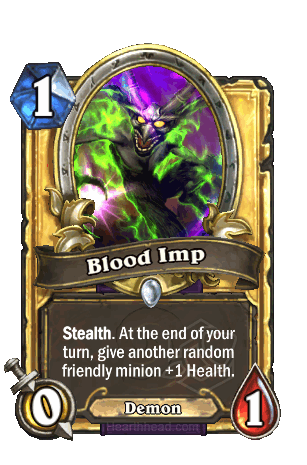 1
Blood Imp
Stealth. At the end of your
turn, give another random
friendly minion +1 Health.
0
Demon
1
Hearthhead.com